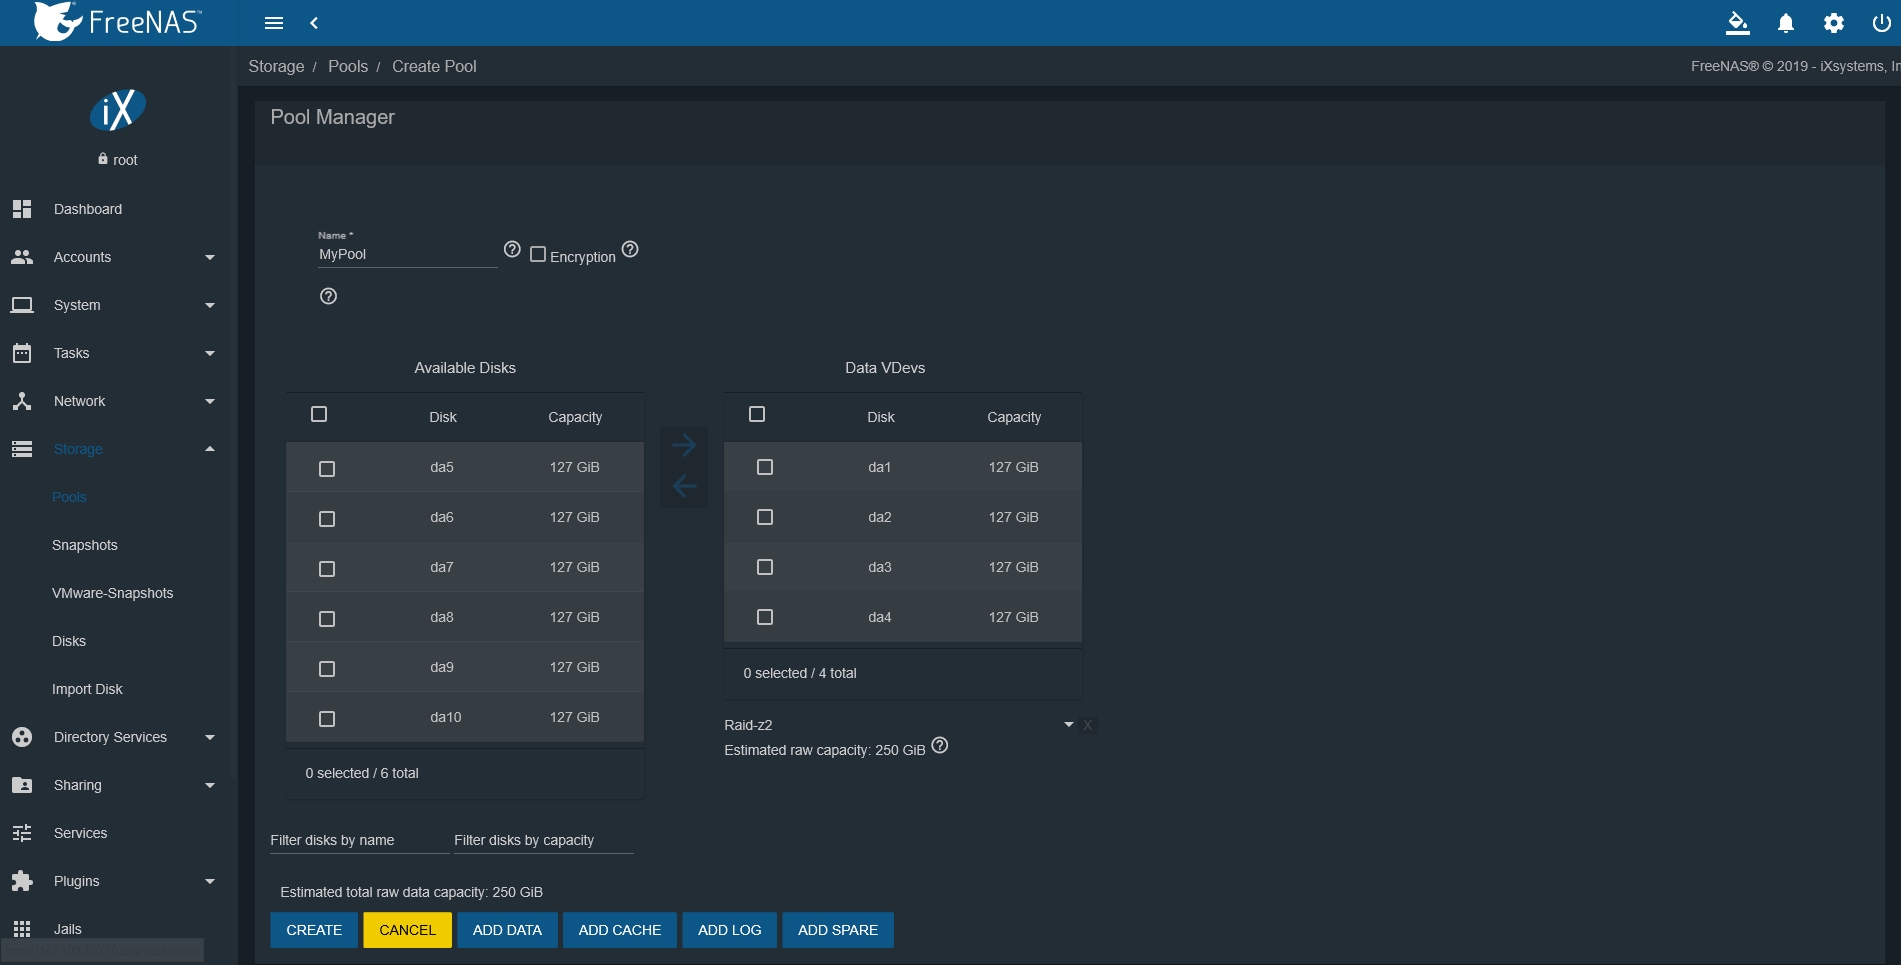 FreeNAS™
Storage / Pools / Create Pool
FreeNAS® © 2019 - iXsystems, In
iX
root
Dashboard
Accounts
System
Tasks
Network
Storage
Pools
Snapshots
VMware-Snapshots
Disks
Import Disk
Directory Services
Sharing
Services
Plugins
Jails
Pool Manager
Name *
MyPool
Encryption
Available Disks
Disk Capacity
da5 127 GiB
da6 127 GiB
da7 127 GiB
da8 127 GiB
da9 127 GiB
da10 127 GiB
0 selected / 6 total
Data VDevs
Disk Capacity
da1 127 GiB
da2 127 GiB
da3 127 GiB
da4 127 GiB
0 selected / 4 total
Raid-z2 X
Estimated raw capacity: 250 GiB
Filter disks by name Filter disks by capacity
Estimated total raw data capacity: 250 GiB
CREATE CANCEL ADD DATA ADD CACHE ADD LOG ADD SPARE